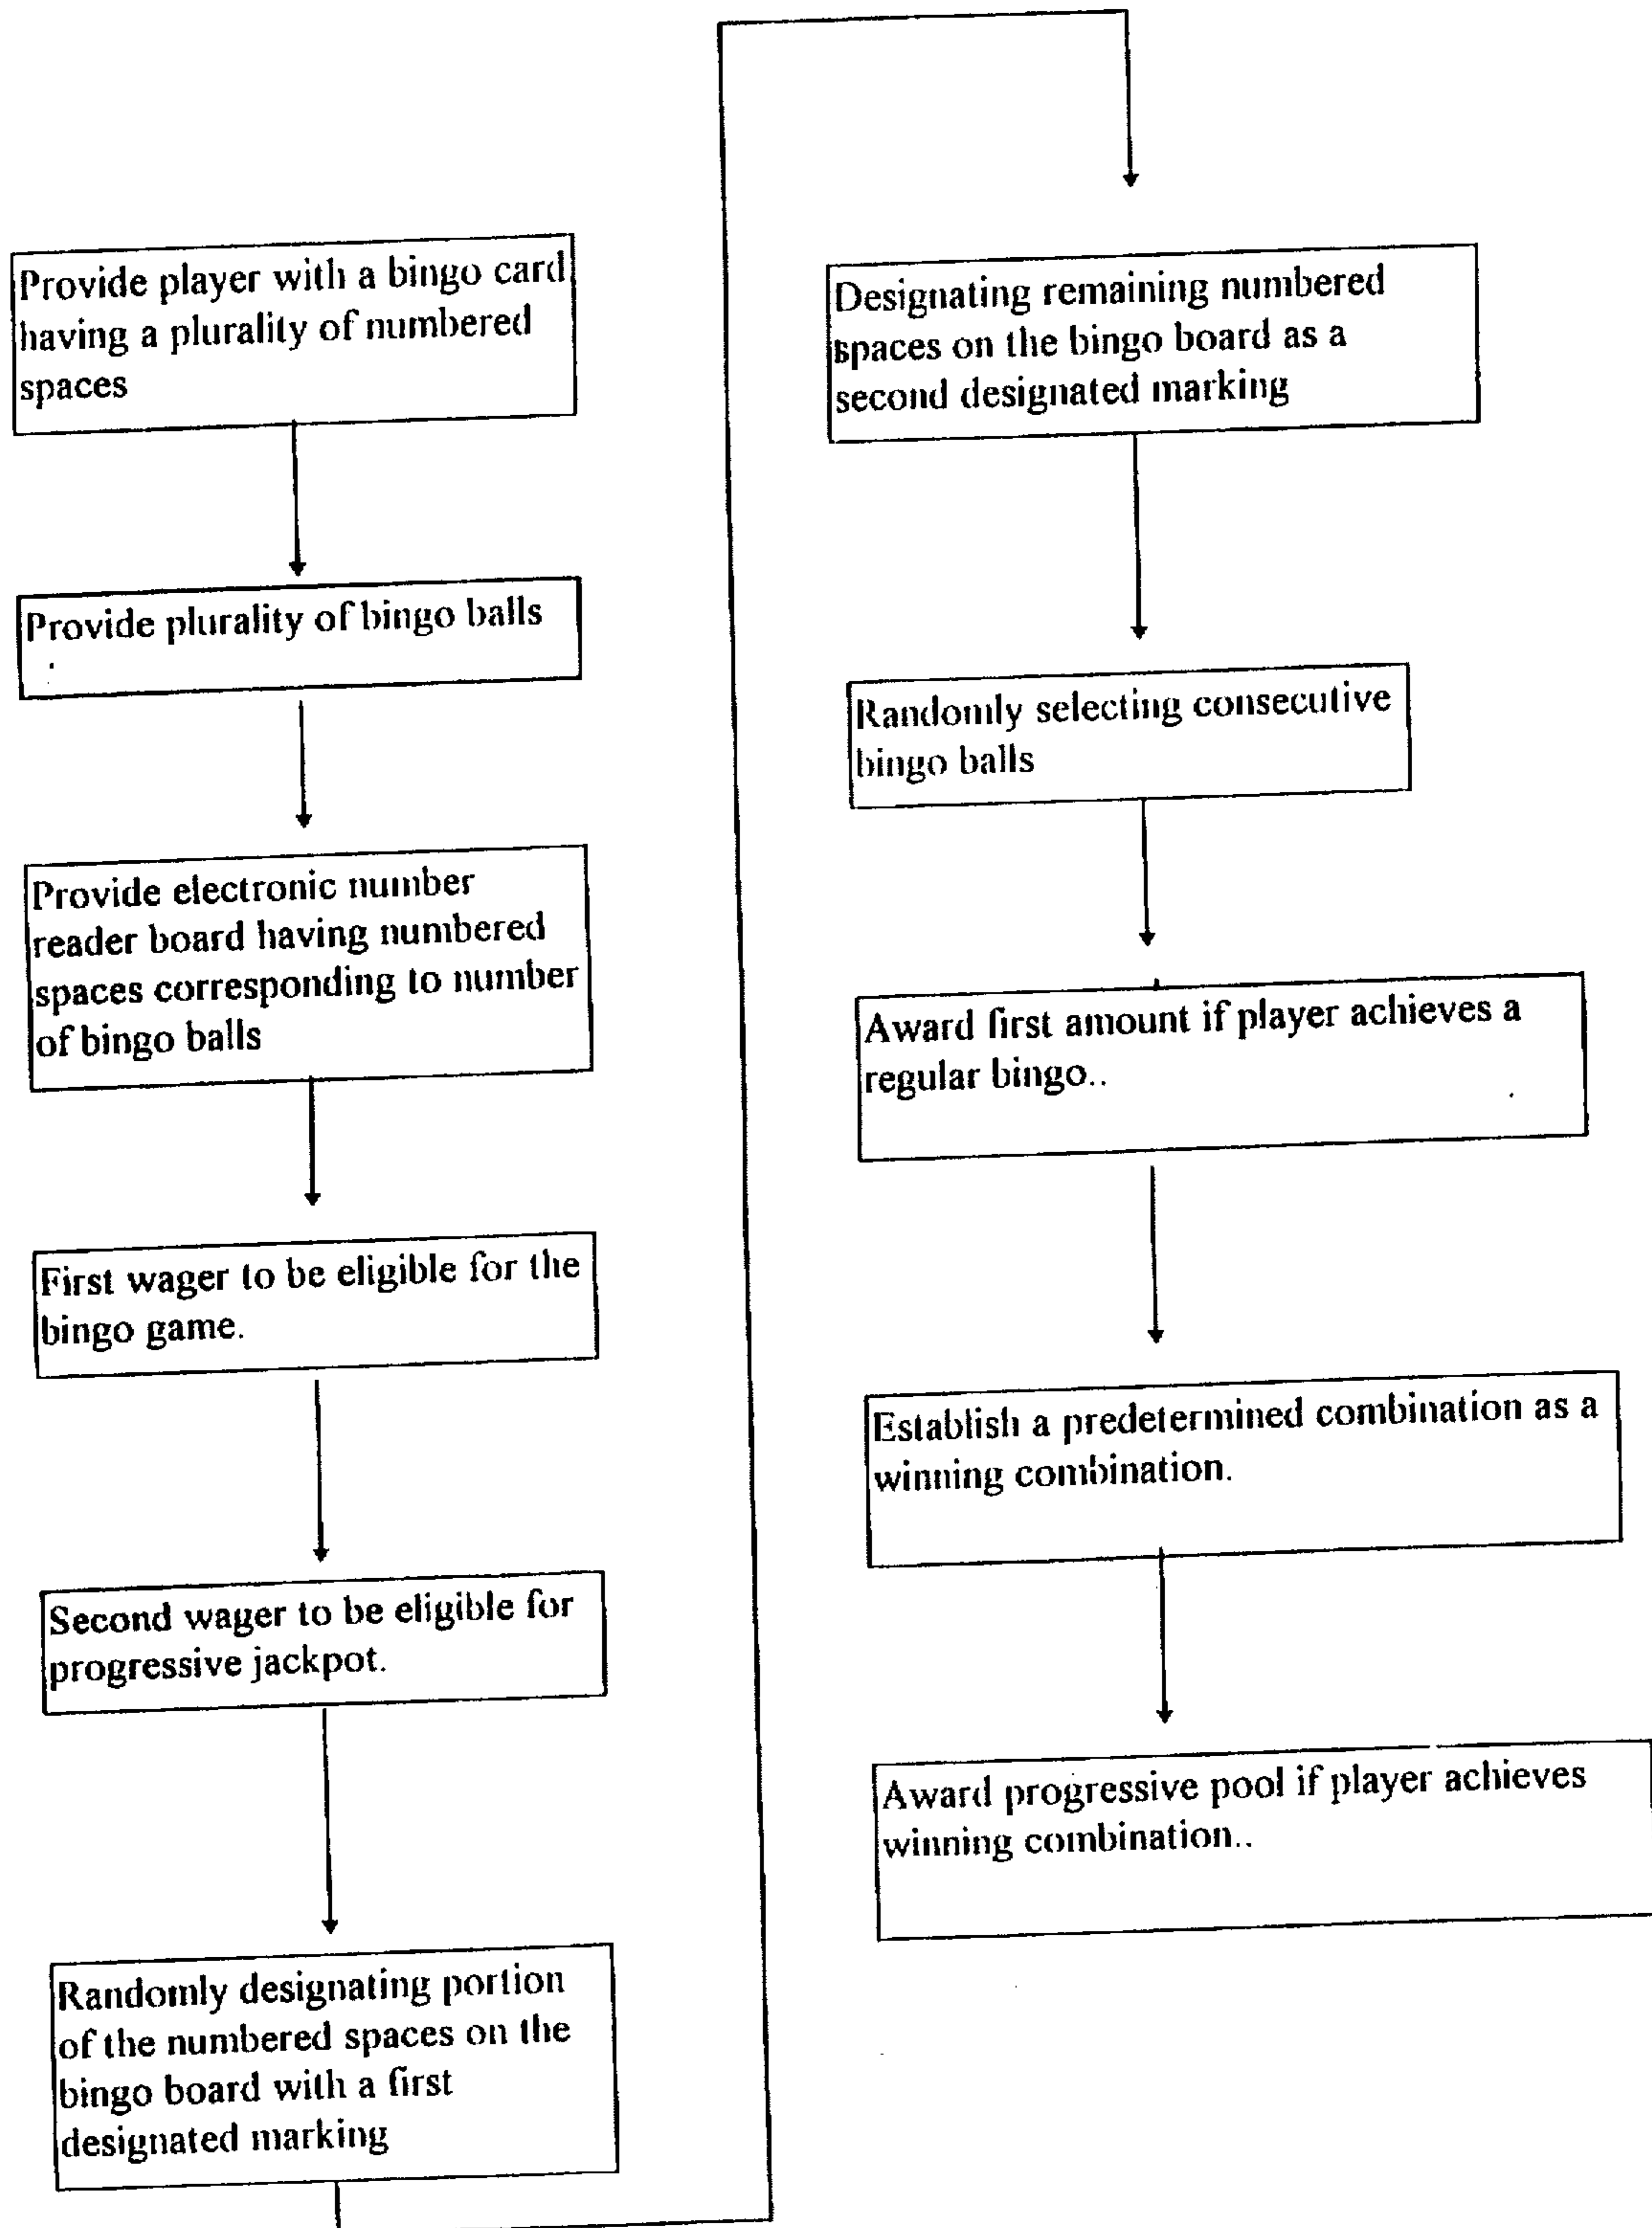 Provide player with a bingo card
having a plurality of numbered
spaces
Provide plurality of bingo balls
Provide electronic number
reader board having numbered
spaces corresponding to number
of bingo balls
First wager to be eligible for the
bingo game.
Second wager to be eligible for
progressive jackpot.
Randomly designating portion
of the numbered spaces on the
bingo board with a first
designated marking
Designating remaining numbered
spaces on the bingo board as a
second designated marking
Randomly selecting consecutive
bingo balls
Award first amount if player achieves a
regular bingo..
Establish a predetermined combination as a
winning combination.
Award progressive pool if player achieves
winning combination..